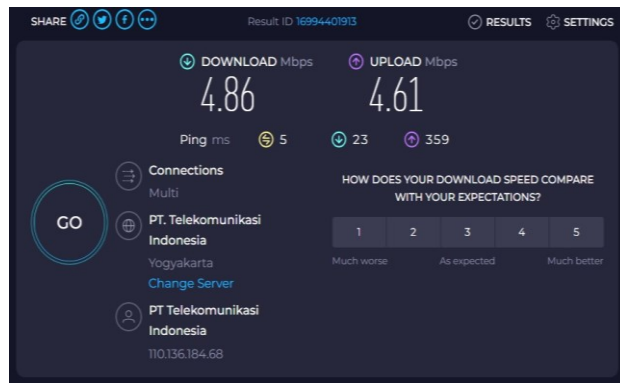 SHARE
Result ID 16994401913
RESULTS
SETTINGS
DOWNLOAD Mbps
UPLOAD Mbps
4.86
4.61
Ping ms 5 23 359
GO
Connections
Multi
PT. Telekomunikasi
Indonesia
Yogyakarta
Change Server
PT Telekomunikasi
Indonesia
110.136.184.68
HOW DOES YOUR DOWNLOAD SPEED COMPARE
WITH YOUR EXPECTATIONS?
1 2 3 4 5
Much worse As expected Much better